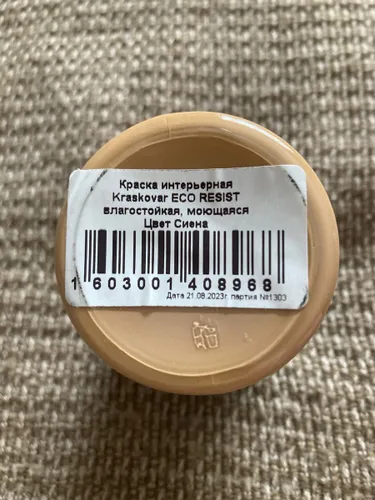 Краска интерьерная
Kraskovar ECO RESIST
влагостойкая, моющаяся
Цвет Сиена
1 603001 408968
Дата 21.08.2023г. партия №1303